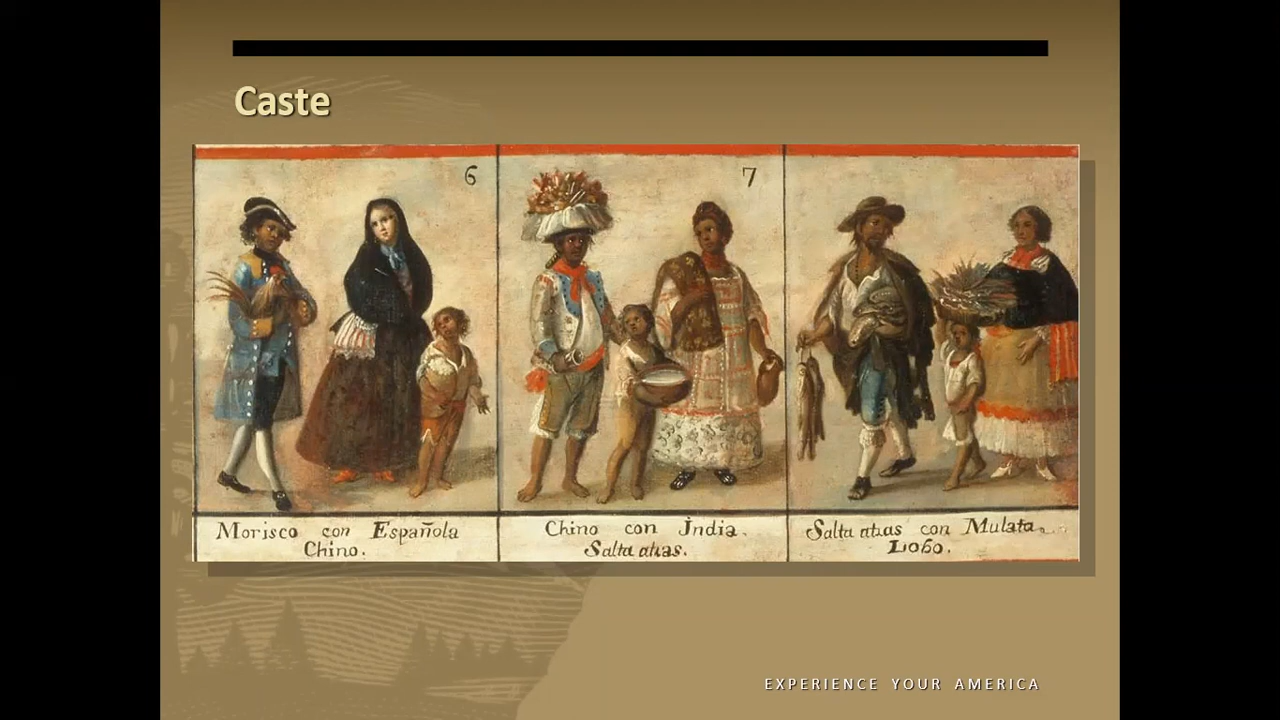 Caste
6
7
Morisco con Española
Chino.
Chino con India.
Salta atras.
Salta atras con Mulata.
Lobo.
EXPERIENCE YOUR AMERICA